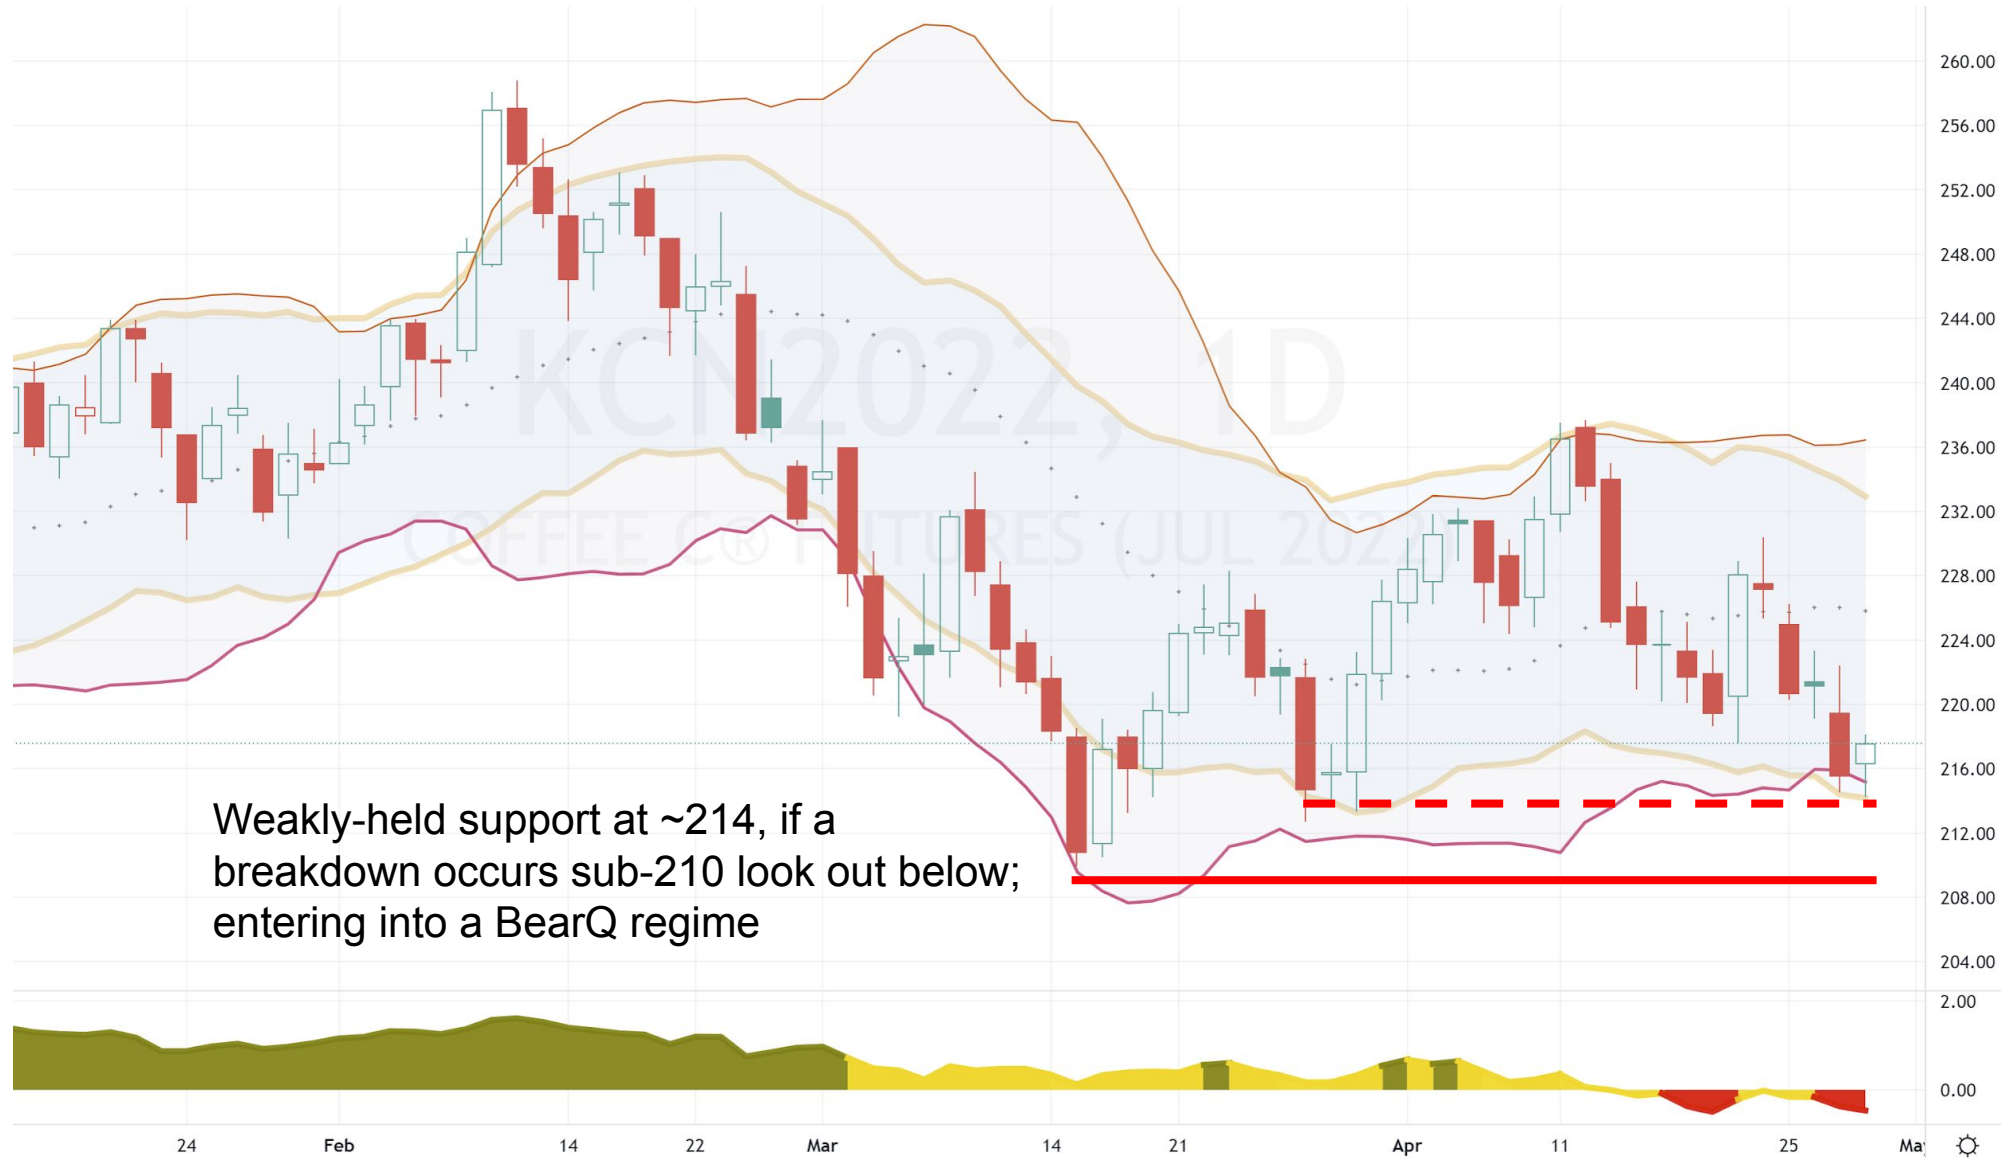 260.00
256.00
252.00
248.00
244.00
KCN2022, 1D
240.00
236.00
232.00
COFFEE C® FUTURES (JUL 2022)
228.00
224.00
220.00
216.00
Weakly-held support at ~214, if a
212.00
breakdown occurs sub-210 look out below;
208.00
entering into a BearQ regime
204.00
2.00
0.00
24 Feb 14 22 Mar 14 21 Apr 11 25 May